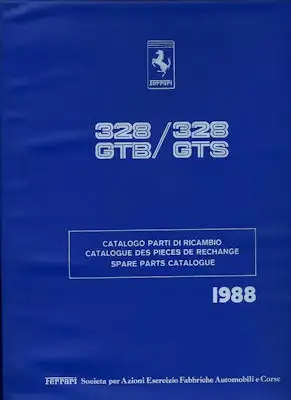 Ferrari
328/328
GTB/GTS
CATALOGO PARTI DI RICAMBIO
CATALOGUE DES PIECES DE RECHANGE
SPARE PARTS CATALOGUE
1988
Ferrari Societa per Azioni Esercizio Fabbriche Automobili e Corse